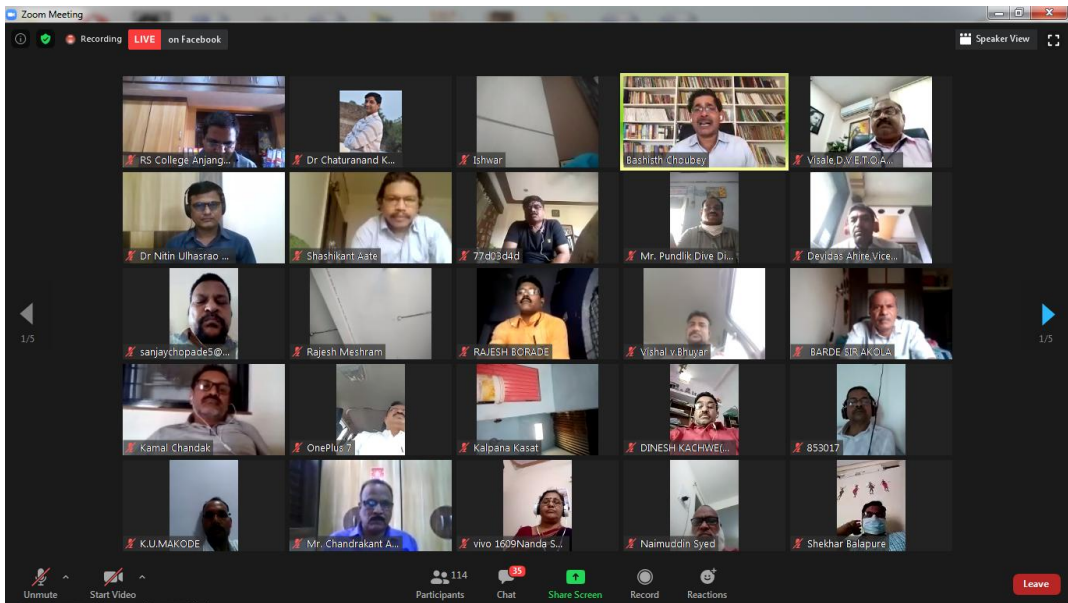 Zoom Meeting
Recording LIVE on Facebook
Speaker View
RS College Anjang...
Dr Chaturanand K...
Ishwar
Bashisth Choubey
Visale,D.V.E.T.O.A...
Dr Nitin Ulhasrao ...
Shashikant Aate
77d03d4d
Mr. Pundlik Dive Di...
Devidas Ahire,Vice...
1/5
1/5
sanjaychopade5@...
Rajesh Meshram
RAJESH BORADE
Vishal v.Bhuyar
BARDE SIR AKOLA
Kamal Chandak
OnePlus 7
Kalpana Kasat
DINESH KACHWE(...
853017
K.U.MAKODE
Mr. Chandrakant A...
vivo 1609Nanda S...
Naimuddin Syed
Shekhar Balapure
Unmute
Start Video
114
Participants
35
Chat
Share Screen
Record
Reactions
Leave